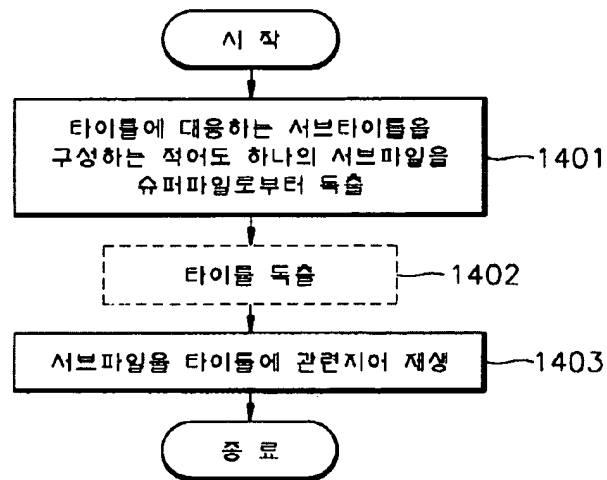 시 작
타이틀에 대응하는 서브타이틀을
구성하는 적어도 하나의 서브파일을
슈퍼파일로부터 독출
1401
타이틀 독출
1402
서브파일을 타이틀에 관련지어 재생
1403
종 료